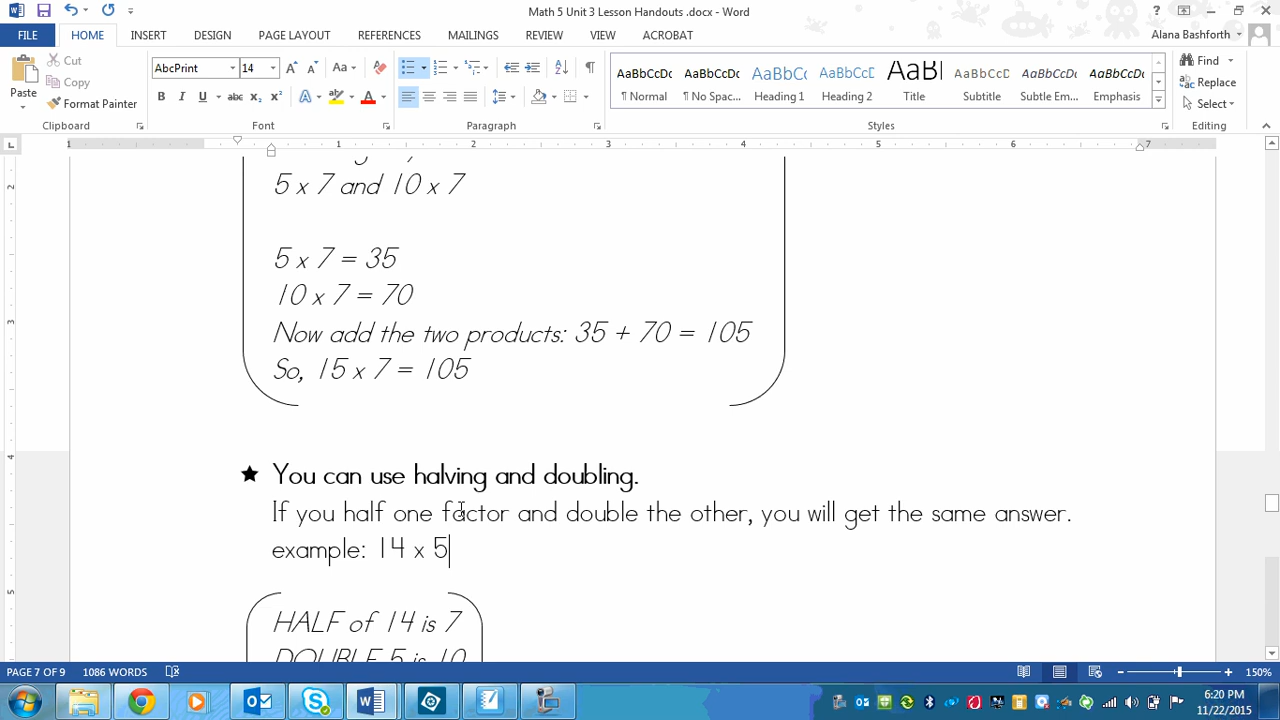 Math 5 Unit 3 Lesson Handouts .docx - Word
FILE HOME INSERT DESIGN PAGE LAYOUT REFERENCES MAILINGS REVIEW VIEW ACROBAT Alana Bashforth
Paste Cut Copy Format Painter
AbcPrint 14
AaBbCcDc AaBbCcDc AaBbCc AaBbCcD AaBl AaBbCcD AaBbCcDc AaBbCcDc
¶ Normal ¶ No Spac... Heading 1 Heading 2 Title Subtitle Subtle Em... Emphasis
Find Replace Select
Clipboard Font Paragraph Styles Editing
5 x 7 and 10 x 7
5 x 7 = 35
10 x 7 = 70
Now add the two products: 35 + 70 = 105
So, 15 x 7 = 105
You can use halving and doubling.
If you half one factor and double the other, you will get the same answer.
example: 14 x 5
HALF of 14 is 7
DOUBLE 5 is 10
PAGE 7 OF 9 1086 WORDS 150%
6:20 PM
11/22/2015